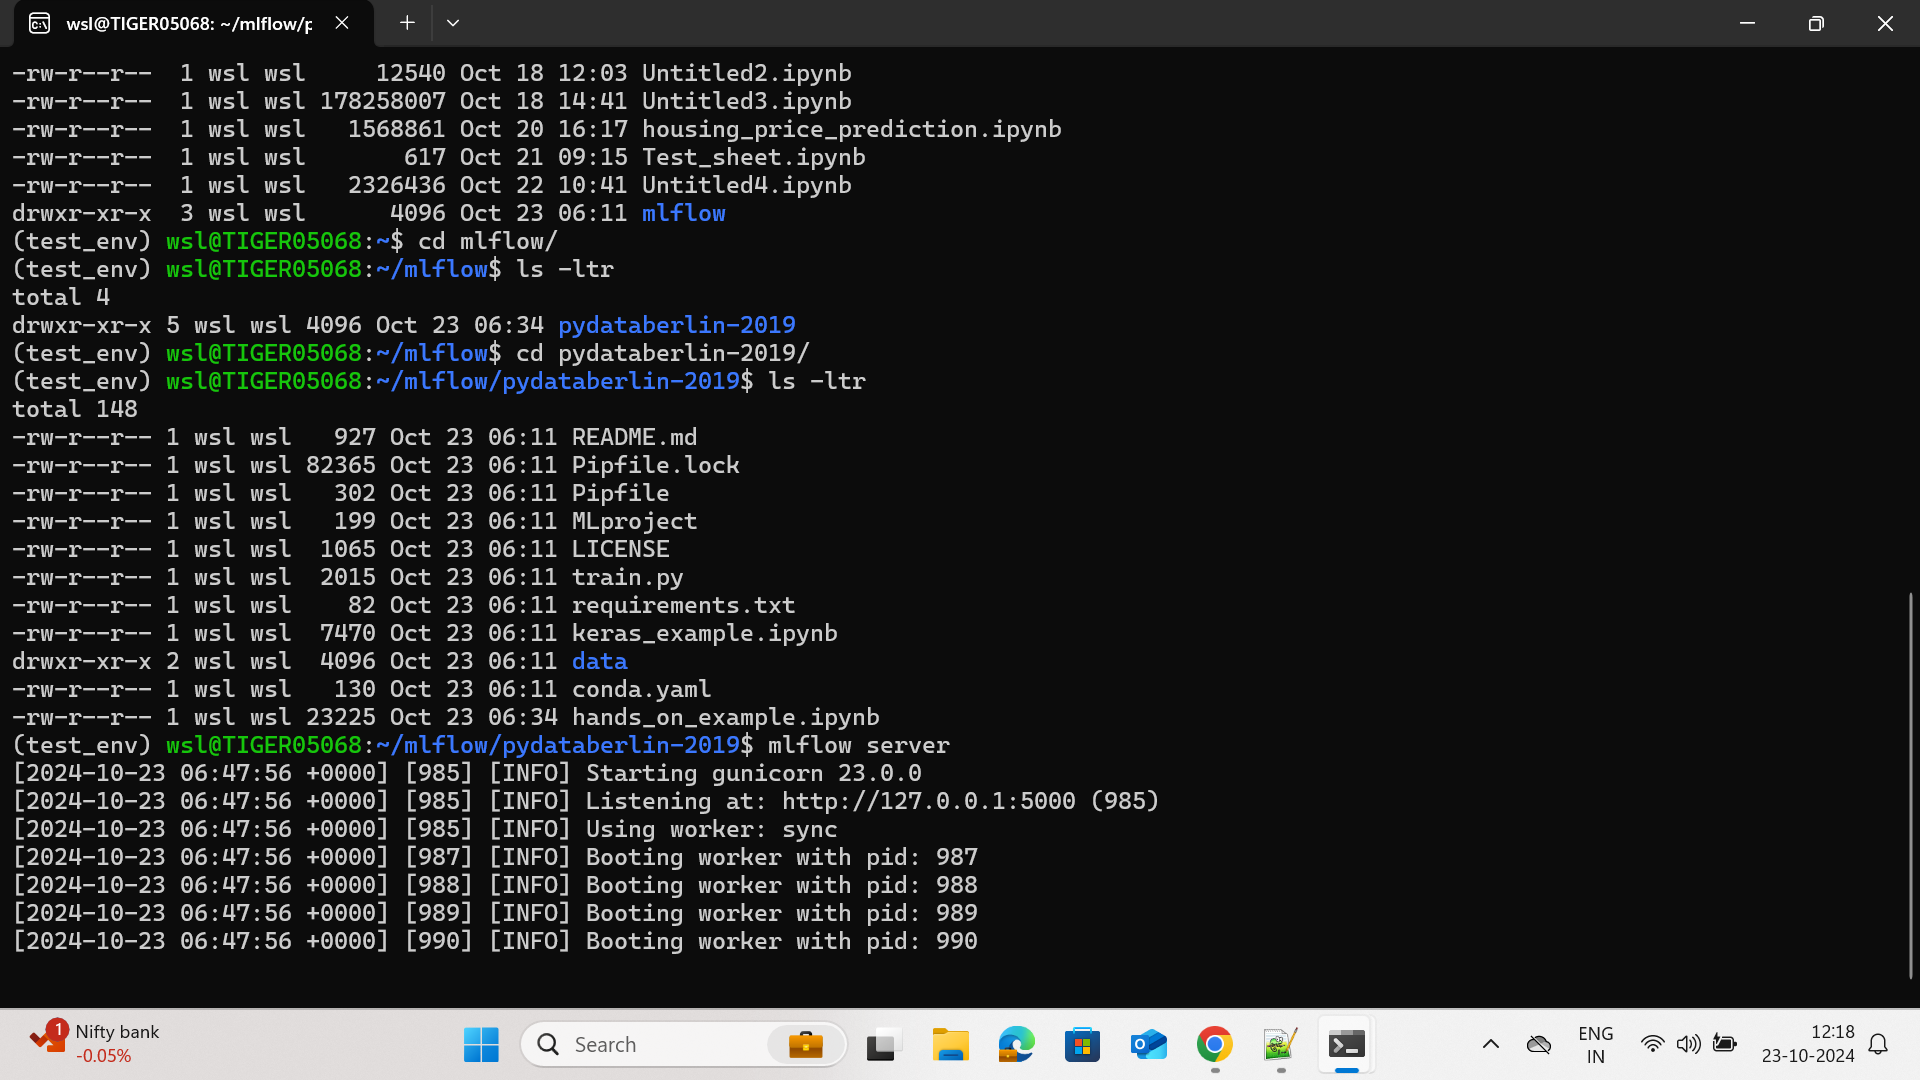 wsl@TIGER05068: ~/mlflow/p
-rw-r--r--  1 wsl wsl     12540 Oct 18 12:03 Untitled2.ipynb
-rw-r--r--  1 wsl wsl 178258007 Oct 18 14:41 Untitled3.ipynb
-rw-r--r--  1 wsl wsl   1568861 Oct 20 16:17 housing_price_prediction.ipynb
-rw-r--r--  1 wsl wsl       617 Oct 21 09:15 Test_sheet.ipynb
-rw-r--r--  1 wsl wsl   2326436 Oct 22 10:41 Untitled4.ipynb
drwxr-xr-x  3 wsl wsl      4096 Oct 23 06:11 mlflow
(test_env) wsl@TIGER05068:~$ cd mlflow/
(test_env) wsl@TIGER05068:~/mlflow$ ls -ltr
total 4
drwxr-xr-x 5 wsl wsl 4096 Oct 23 06:34 pydataberlin-2019
(test_env) wsl@TIGER05068:~/mlflow$ cd pydataberlin-2019/
(test_env) wsl@TIGER05068:~/mlflow/pydataberlin-2019$ ls -ltr
total 148
-rw-r--r-- 1 wsl wsl   927 Oct 23 06:11 README.md
-rw-r--r-- 1 wsl wsl 82365 Oct 23 06:11 Pipfile.lock
-rw-r--r-- 1 wsl wsl   302 Oct 23 06:11 Pipfile
-rw-r--r-- 1 wsl wsl   199 Oct 23 06:11 MLproject
-rw-r--r-- 1 wsl wsl  1065 Oct 23 06:11 LICENSE
-rw-r--r-- 1 wsl wsl  2015 Oct 23 06:11 train.py
-rw-r--r-- 1 wsl wsl    82 Oct 23 06:11 requirements.txt
-rw-r--r-- 1 wsl wsl  7470 Oct 23 06:11 keras_example.ipynb
drwxr-xr-x 2 wsl wsl  4096 Oct 23 06:11 data
-rw-r--r-- 1 wsl wsl   130 Oct 23 06:11 conda.yaml
-rw-r--r-- 1 wsl wsl 23225 Oct 23 06:34 hands_on_example.ipynb
(test_env) wsl@TIGER05068:~/mlflow/pydataberlin-2019$ mlflow server
[2024-10-23 06:47:56 +0000] [985] [INFO] Starting gunicorn 23.0.0
[2024-10-23 06:47:56 +0000] [985] [INFO] Listening at: http://127.0.0.1:5000 (985)
[2024-10-23 06:47:56 +0000] [985] [INFO] Using worker: sync
[2024-10-23 06:47:56 +0000] [987] [INFO] Booting worker with pid: 987
[2024-10-23 06:47:56 +0000] [988] [INFO] Booting worker with pid: 988
[2024-10-23 06:47:56 +0000] [989] [INFO] Booting worker with pid: 989
[2024-10-23 06:47:56 +0000] [990] [INFO] Booting worker with pid: 990
1
Nifty bank
-0.05%
Search
ENG
IN
12:18
23-10-2024